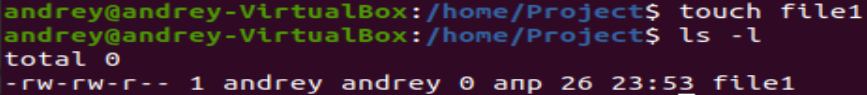 andrey@andrey-VirtualBox:/home/Project$ touch file1
andrey@andrey-VirtualBox:/home/Project$ ls -l
total 0
-rw-rw-r-- 1 andrey andrey 0 апр 26 23:53 file1